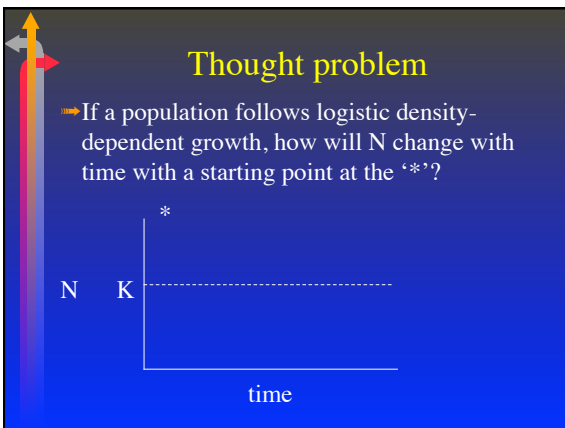 Thought problem
If a population follows logistic density-
dependent growth, how will N change with
time with a starting point at the ‘*’?
*
N K
time